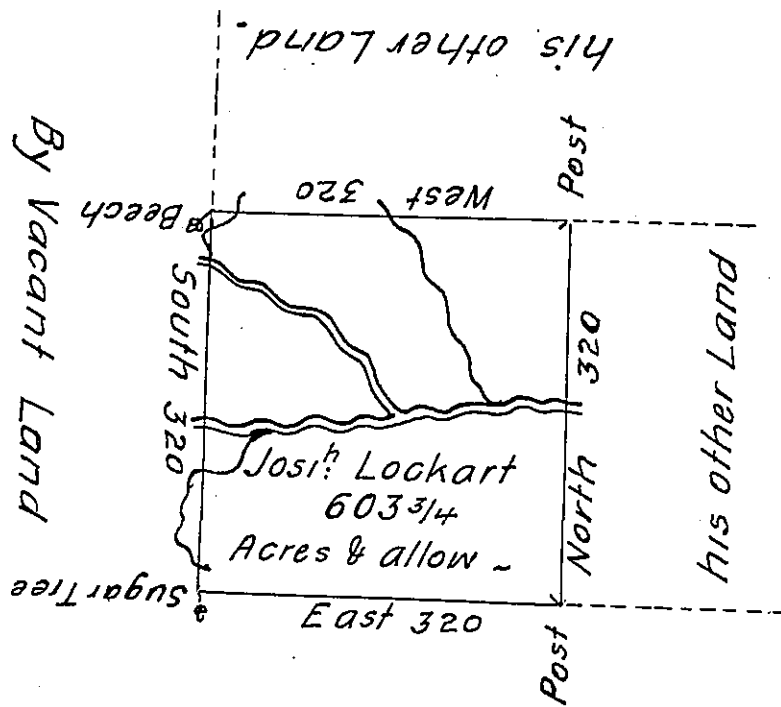 his other Land.
By Vacant Land
Beech
West 320
Post
South 320
North 320
his other Land
Josiʰ: Lockart
603 3/4
Acres & allow ~
Sugar Tree
East 320
Post